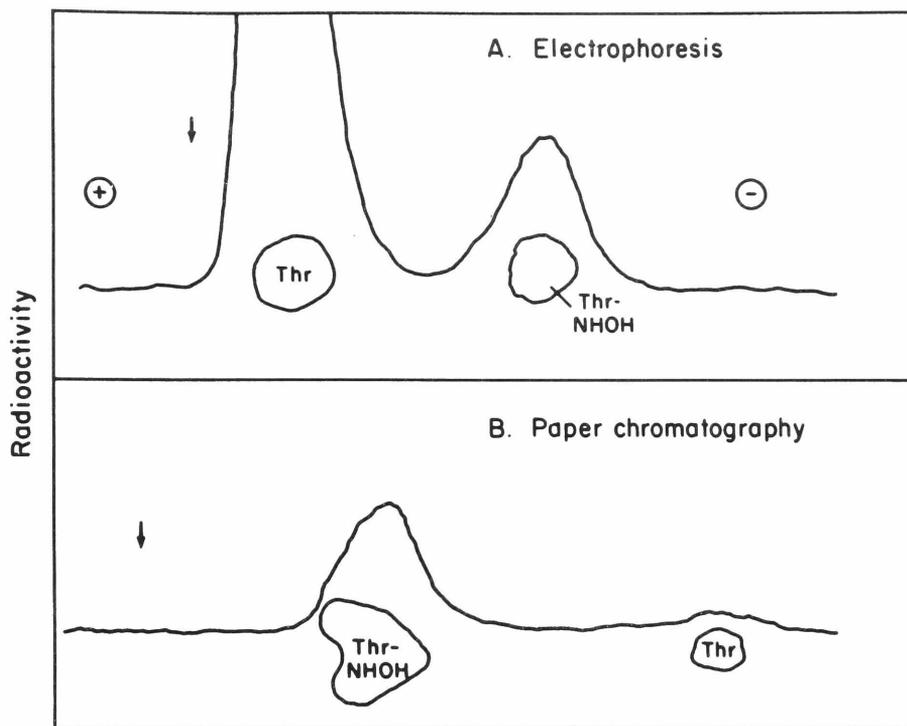 A. Electrophoresis
+
-
Thr
Thr-
NHOH
Radioactivity
B. Paper chromatography
Thr-
NHOH
Thr